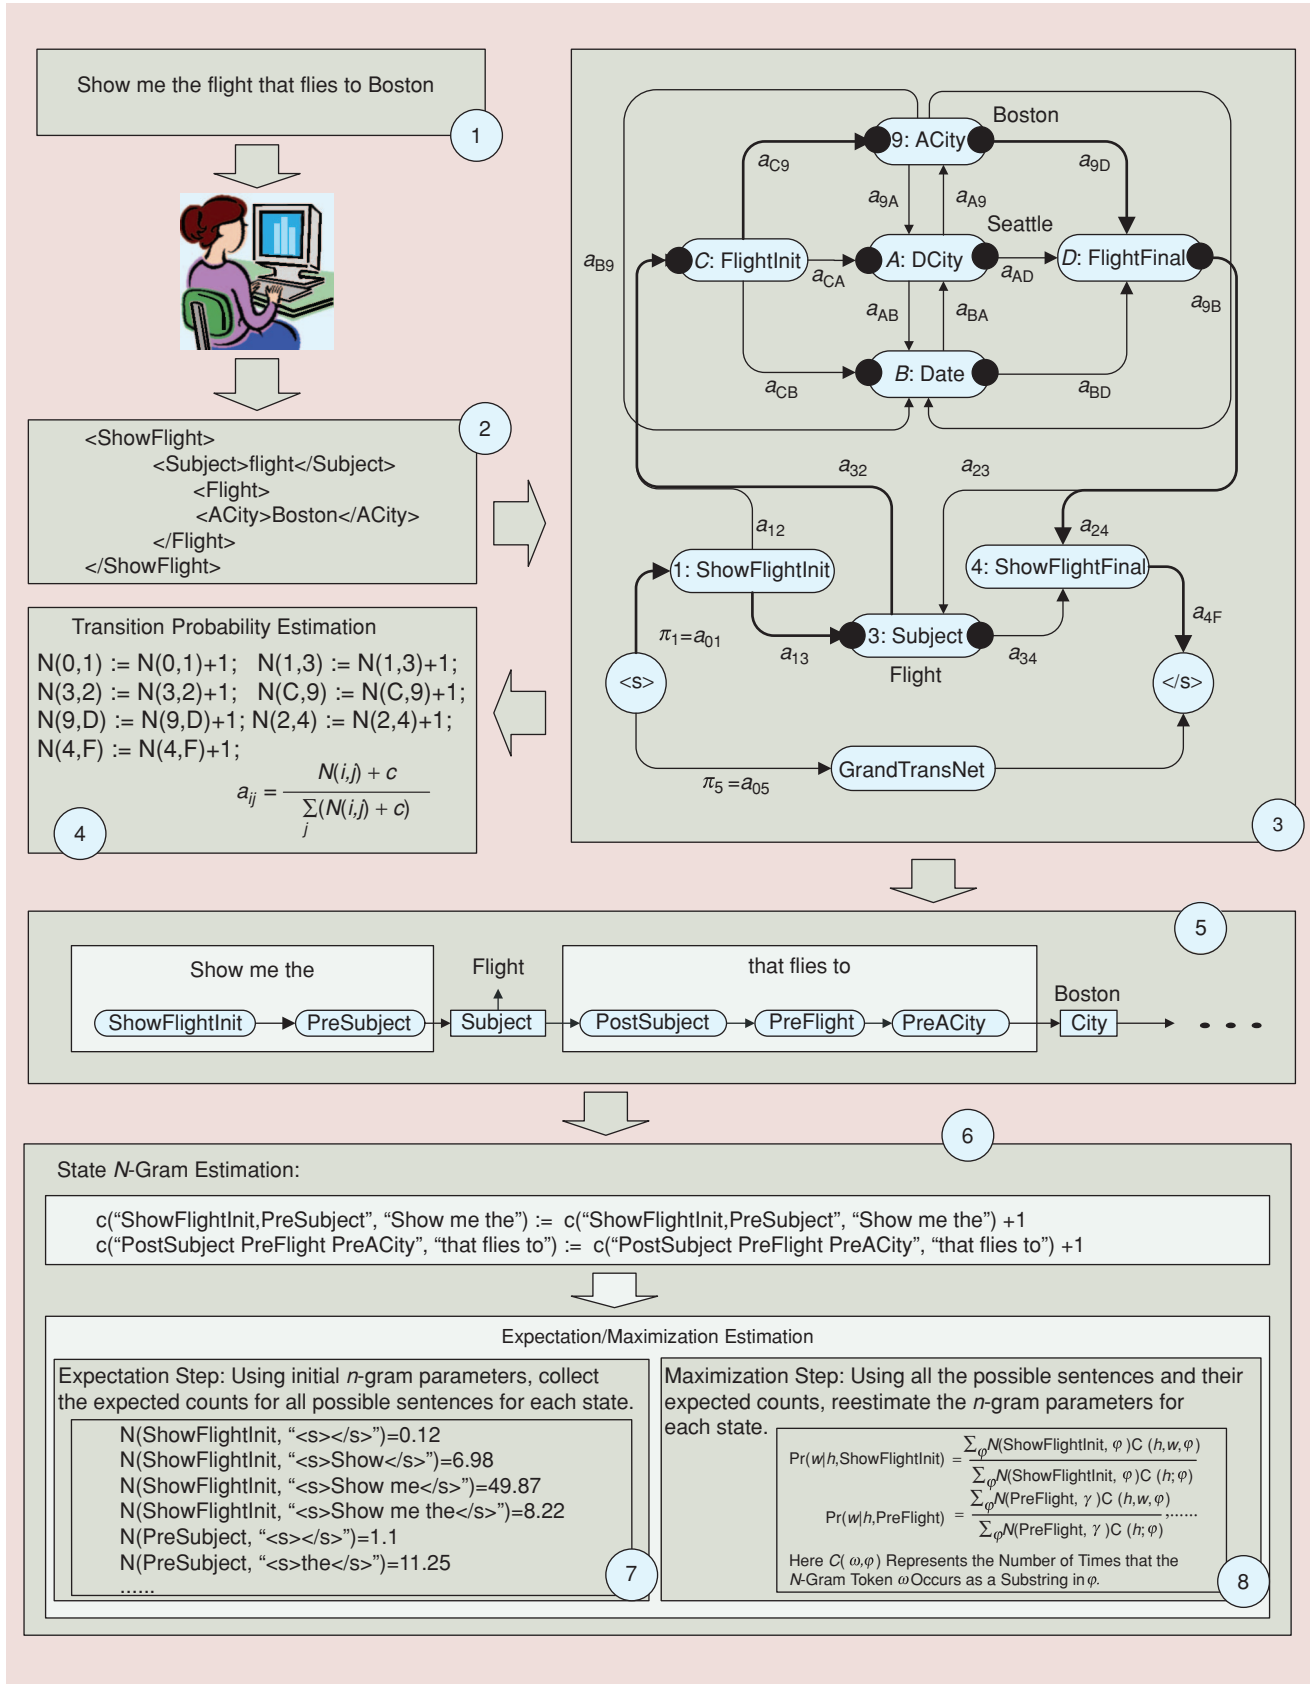 Show me the flight that flies to Boston
1
<ShowFlight>
<Subject>flight</Subject>
<Flight>
<ACity>Boston</ACity>
</Flight>
</ShowFlight>
2
Boston
9: ACity
a_C9
a_9D
a_9A
a_A9
Seattle
a_B9
C: FlightInit
A: DCity
D: FlightFinal
a_CA
a_AD
a_9B
a_AB
a_BA
B: Date
a_CB
a_BD
a_32
a_23
a_12
a_24
1: ShowFlightInit
4: ShowFlightFinal
π_1=a_01
a_13
3: Subject
a_34
a_4F
Flight
<s>
</s>
GrandTransNet
π_5=a_05
3
Transition Probability Estimation
N(0,1) := N(0,1)+1; N(1,3) := N(1,3)+1;
N(3,2) := N(3,2)+1; N(C,9) := N(C,9)+1;
N(9,D) := N(9,D)+1; N(2,4) := N(2,4)+1;
N(4,F) := N(4,F)+1;
a_ij = N(i,j) + c / ∑_j (N(i,j) + c)
4
5
Show me the
Flight
that flies to
Boston
ShowFlightInit
PreSubject
Subject
PostSubject
PreFlight
PreACity
City
• • •
6
State N-Gram Estimation:
c(“ShowFlightInit,PreSubject”, “Show me the”) := c(“ShowFlightInit,PreSubject”, “Show me the”) +1
c(“PostSubject PreFlight PreACity”, “that flies to”) := c(“PostSubject PreFlight PreACity”, “that flies to”) +1
Expectation/Maximization Estimation
Expectation Step: Using initial n-gram parameters, collect
the expected counts for all possible sentences for each state.
N(ShowFlightInit, “<s></s>”)=0.12
N(ShowFlightInit, “<s>Show</s>”)=6.98
N(ShowFlightInit, “<s>Show me</s>”)=49.87
N(ShowFlightInit, “<s>Show me the</s>”)=8.22
N(PreSubject, “<s></s>”)=1.1
N(PreSubject, “<s>the</s>”)=11.25
......
7
Maximization Step: Using all the possible sentences and their
expected counts, reestimate the n-gram parameters for
each state.
Pr(w|h,ShowFlightInit) = ∑_φ N(ShowFlightInit, φ)C (h,w,φ) / ∑_φ N(ShowFlightInit, φ)C (h;φ)
Pr(w|h,PreFlight) = ∑_φ N(PreFlight, γ)C (h,w,φ) / ∑_φ N(PreFlight, γ)C (h;φ) ,......
Here C(ω,φ) Represents the Number of Times that the
N-Gram Token ω Occurs as a Substring in φ.
8